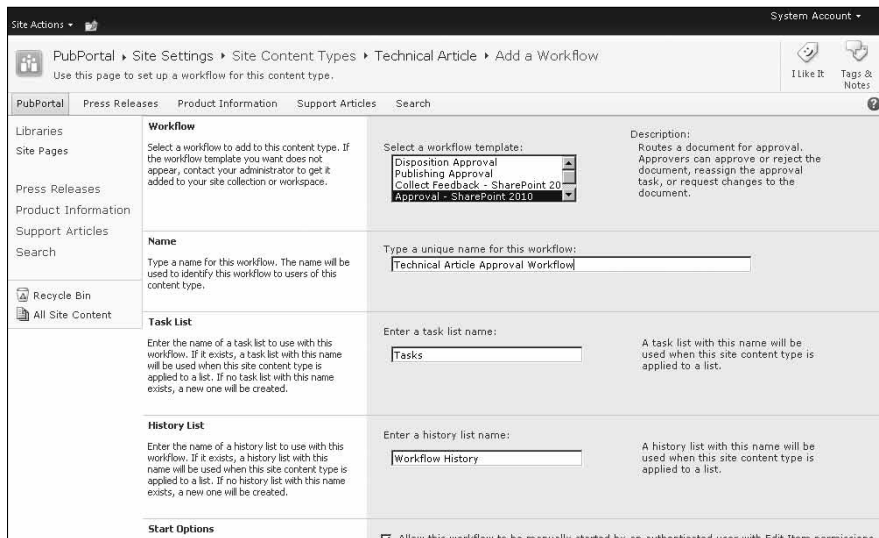 System Account
Site Actions
PubPortal Site Settings Site Content Types Technical Article Add a Workflow
Use this page to set up a workflow for this content type.
I Like It
Tags &
Notes
PubPortal Press Releases Product Information Support Articles Search
Libraries
Site Pages
Press Releases
Product Information
Support Articles
Search
Recycle Bin
All Site Content
Workflow
Select a workflow to add to this content type. If
the workflow template you want does not
appear, contact your administrator to get it
added to your site collection or workspace.
Select a workflow template:
Disposition Approval
Publishing Approval
Collect Feedback - SharePoint 20
Approval - SharePoint 2010
Description:
Routes a document for approval.
Approvers can approve or reject the
document, reassign the approval
task, or request changes to the
document.
Name
Type a name for this workflow. The name will be
used to identify this workflow to users of this
content type.
Type a unique name for this workflow:
Technical Article Approval Workflow
Task List
Enter the name of a task list to use with this
workflow. If it exists, a task list with this name
will be used when this site content type is
applied to a list. If no task list with this name
exists, a new one will be created.
Enter a task list name:
Tasks
A task list with this name will be
used when this site content type is
applied to a list.
History List
Enter the name of a history list to use with this
workflow. If it exists, a history list with this
name will be used when this site content type is
applied to a list. If no history list with this name
exists, a new one will be created.
Enter a history list name:
Workflow History
A history list with this name will be
used when this site content type is
applied to a list.
Start Options
Allow this workflow to be manually started by an authenticated user with Edit Item permissions